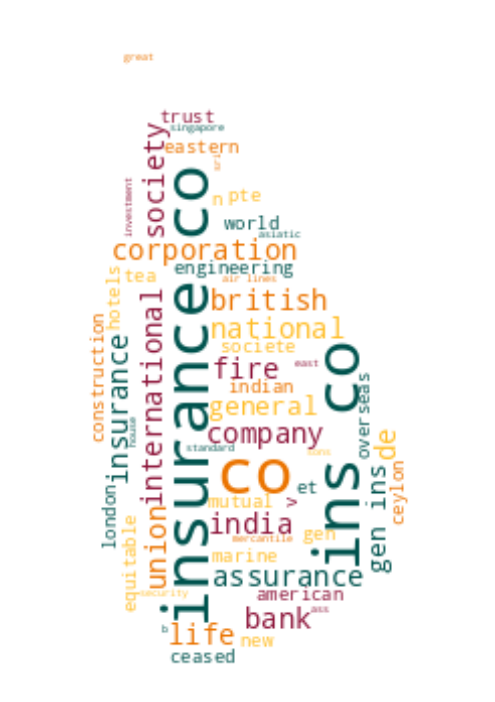 great
trust
singapore
society
eastern
sri
investment
n
pte
insurance co
world
asiatic
corporation
engineering
tea
air lines
hotels
international
british
construction
national
insurance
societe
ins co
fire
east
indian
overseas
general
house
company
de
standard
sons
co
gen ins
ceylon
london
et
mutual
v
union
india
equitable
mercantile
gen
marine
assurance
security
american
ass
bank
b
life
new
ceased